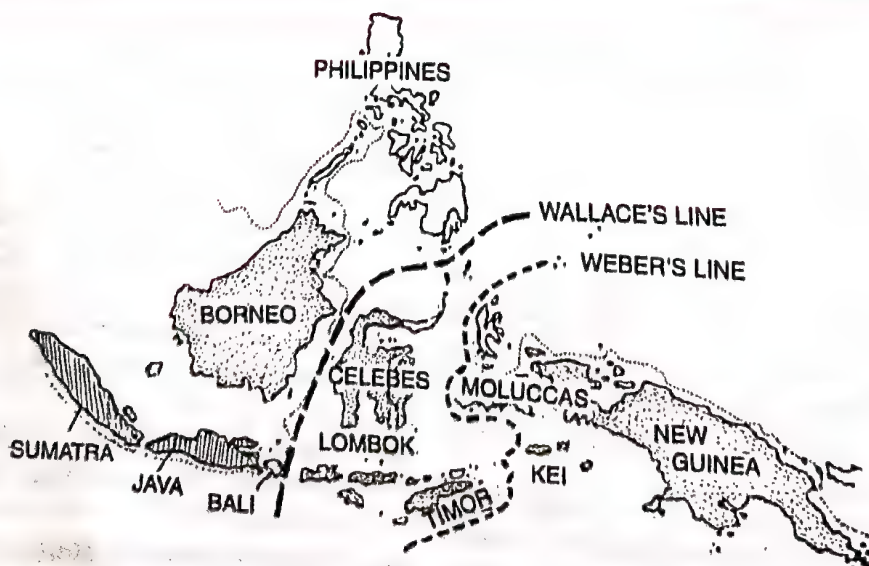 PHILIPPINES
WALLACE'S LINE
WEBER'S LINE
BORNEO
CELEBES
MOLUCCAS
SUMATRA
LOMBOK
NEW
GUINEA
JAVA
KEI
BALI
TIMOR